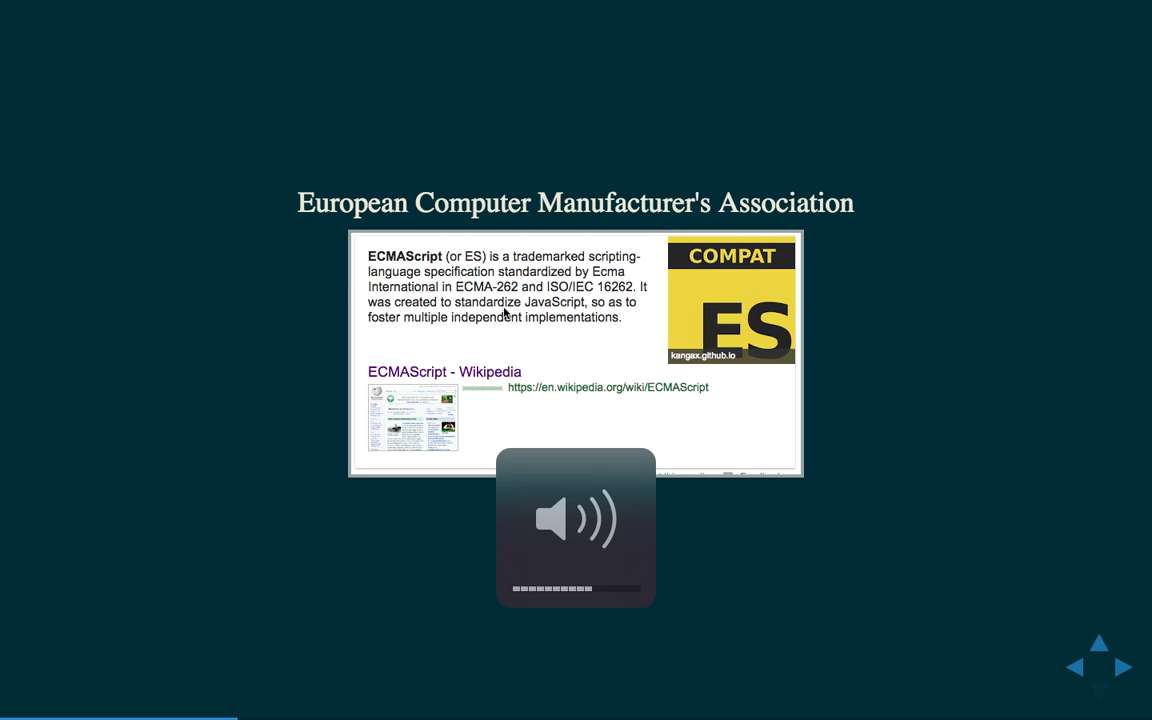 European Computer Manufacturer's Association
ECMAScript (or ES) is a trademarked scripting-
language specification standardized by Ecma
International in ECMA-262 and ISO/IEC 16262. It
was created to standardize JavaScript, so as to
foster multiple independent implementations.
COMPAT
ES
kangax.github.io
ECMAScript - Wikipedia
https://en.wikipedia.org/wiki/ECMAScript